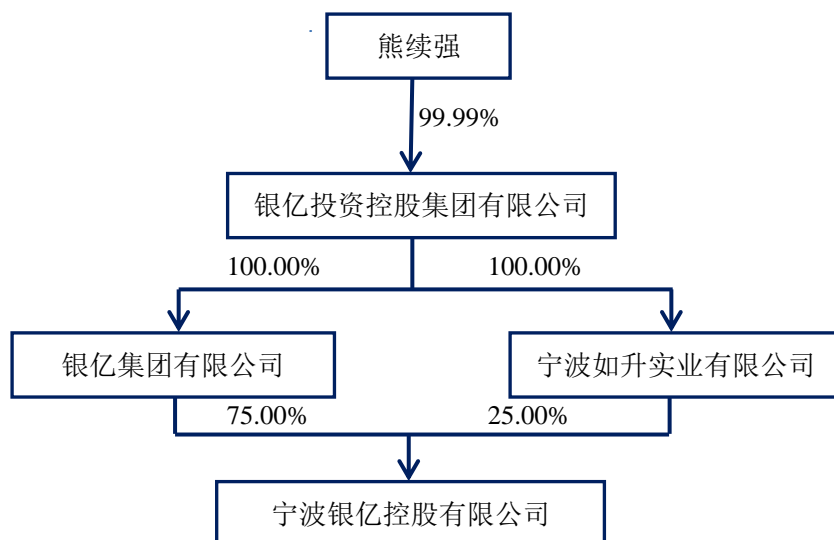 熊续强
99.99%
银亿投资控股集团有限公司
100.00%
100.00%
银亿集团有限公司
宁波如升实业有限公司
75.00%
25.00%
宁波银亿控股有限公司